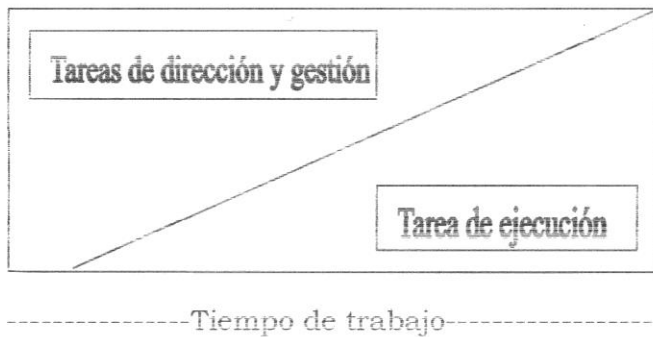 Tareas de dirección y gestión
Tarea de ejecución
----------------Tiempo de trabajo--------------------